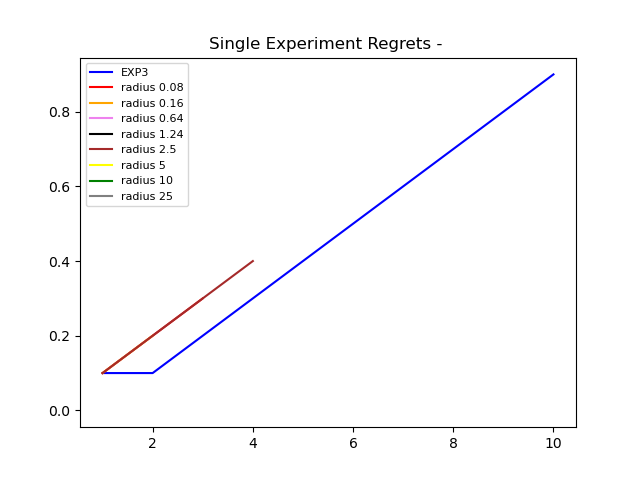 Single Experiment Regrets -
EXP3
radius 0.08
radius 0.16
radius 0.64
radius 1.24
radius 2.5
radius 5
radius 10
radius 25
0.8
0.6
0.4
0.2
0.0
2 4 6 8 10